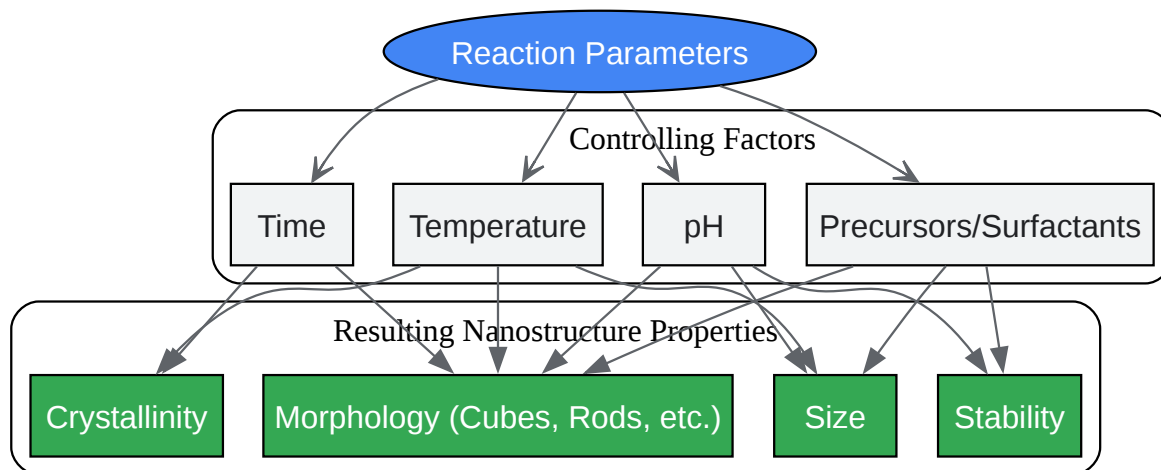 Reaction Parameters
Controlling Factors
Time
Temperature
pH
Precursors/Surfactants
Resulting Nanostructure Properties
Crystallinity
Morphology (Cubes, Rods, etc.)
Size
Stability